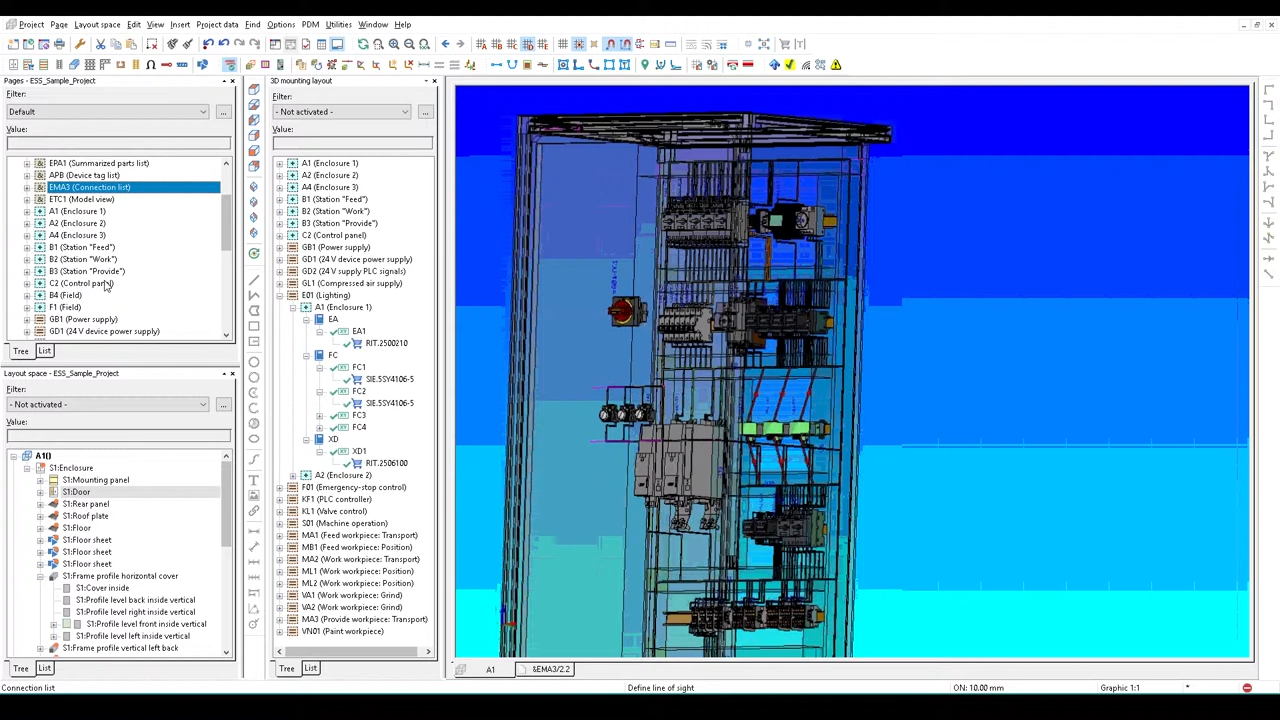 Project Page Layout space Edit View Insert Project data Find Options PDM Utilities Window Help
Pages - ESS_Sample_Project
Filter:
Default
...
Value:
EPA1 (Summarized parts list)
APB (Device tag list)
EMA3 (Connection list)
ETC1 (Model view)
A1 (Enclosure 1)
A2 (Enclosure 2)
A4 (Enclosure 3)
B1 (Station "Feed")
B2 (Station "Work")
B3 (Station "Provide")
C2 (Control panel)
B4 (Field)
F1 (Field)
GB1 (Power supply)
GD1 (24 V device power supply)
Tree List
Layout space - ESS_Sample_Project
Filter:
- Not activated -
...
Value:
A1()
S1:Enclosure
S1:Mounting panel
S1:Door
S1:Rear panel
S1:Roof plate
S1:Floor
S1:Floor sheet
S1:Floor sheet
S1:Floor sheet
S1:Frame profile horizontal cover
S1:Cover inside
S1:Profile level back inside vertical
S1:Profile level right inside vertical
S1:Profile level front inside vertical
S1:Profile level left inside vertical
S1:Frame profile vertical left back
Tree List
3D mounting layout
Filter:
- Not activated -
...
Value:
A1 (Enclosure 1)
A2 (Enclosure 2)
A4 (Enclosure 3)
B1 (Station "Feed")
B2 (Station "Work")
B3 (Station "Provide")
C2 (Control panel)
GB1 (Power supply)
GD1 (24 V device power supply)
GD2 (24 V supply PLC signals)
GL1 (Compressed air supply)
E01 (Lighting)
A1 (Enclosure 1)
EA
EA1
RIT.2500210
FC
FC1
SIE.5SY4106-5
FC2
SIE.5SY4106-5
FC3
FC4
XD
XD1
RIT.2506100
A2 (Enclosure 2)
F01 (Emergency-stop control)
KF1 (PLC controller)
KL1 (Valve control)
S01 (Machine operation)
MA1 (Feed workpiece: Transport)
MB1 (Feed workpiece: Position)
MA2 (Work workpiece: Transport)
ML1 (Work workpiece: Position)
ML2 (Work workpiece: Position)
VA1 (Work workpiece: Grind)
VA2 (Work workpiece: Grind)
MA3 (Provide workpiece: Transport)
VN01 (Paint workpiece)
Tree List
A1 &EMA3/2.2
Connection list Define line of sight ON: 10.00 mm Graphic 1:1 *